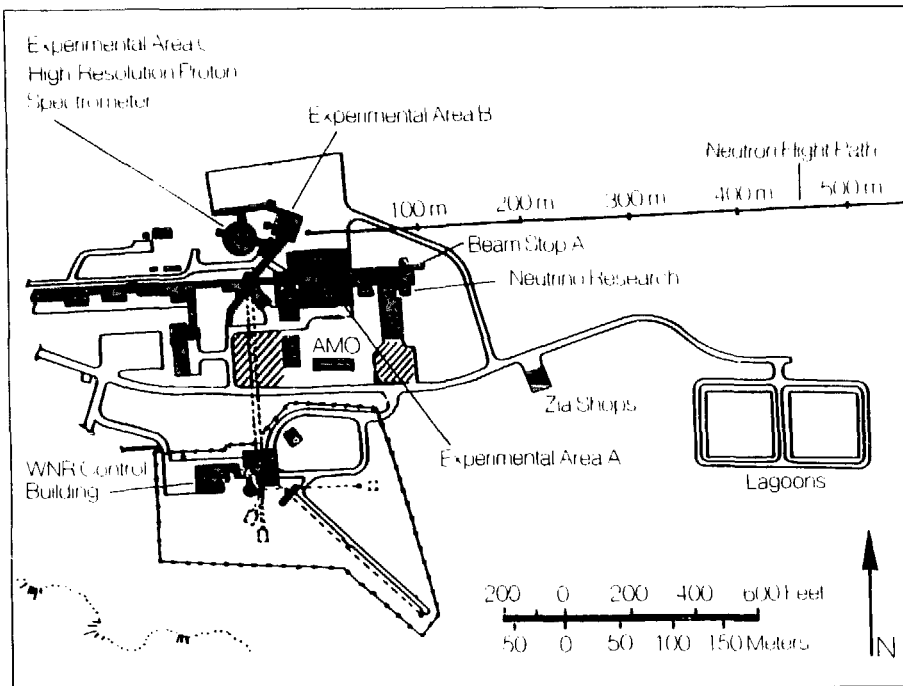 Experimental Area C
High Resolution Proton
Spectrometer
Experimental Area B
Neutron Flight Path
100 m
200 m
300 m
400 m
500 m
Beam Stop A
Neutrino Research
AMO
Zia Shops
Experimental Area A
WNR Control
Building
Lagoons
200 0 200 400 600 Feet
50 0 50 100 150 Meters
N